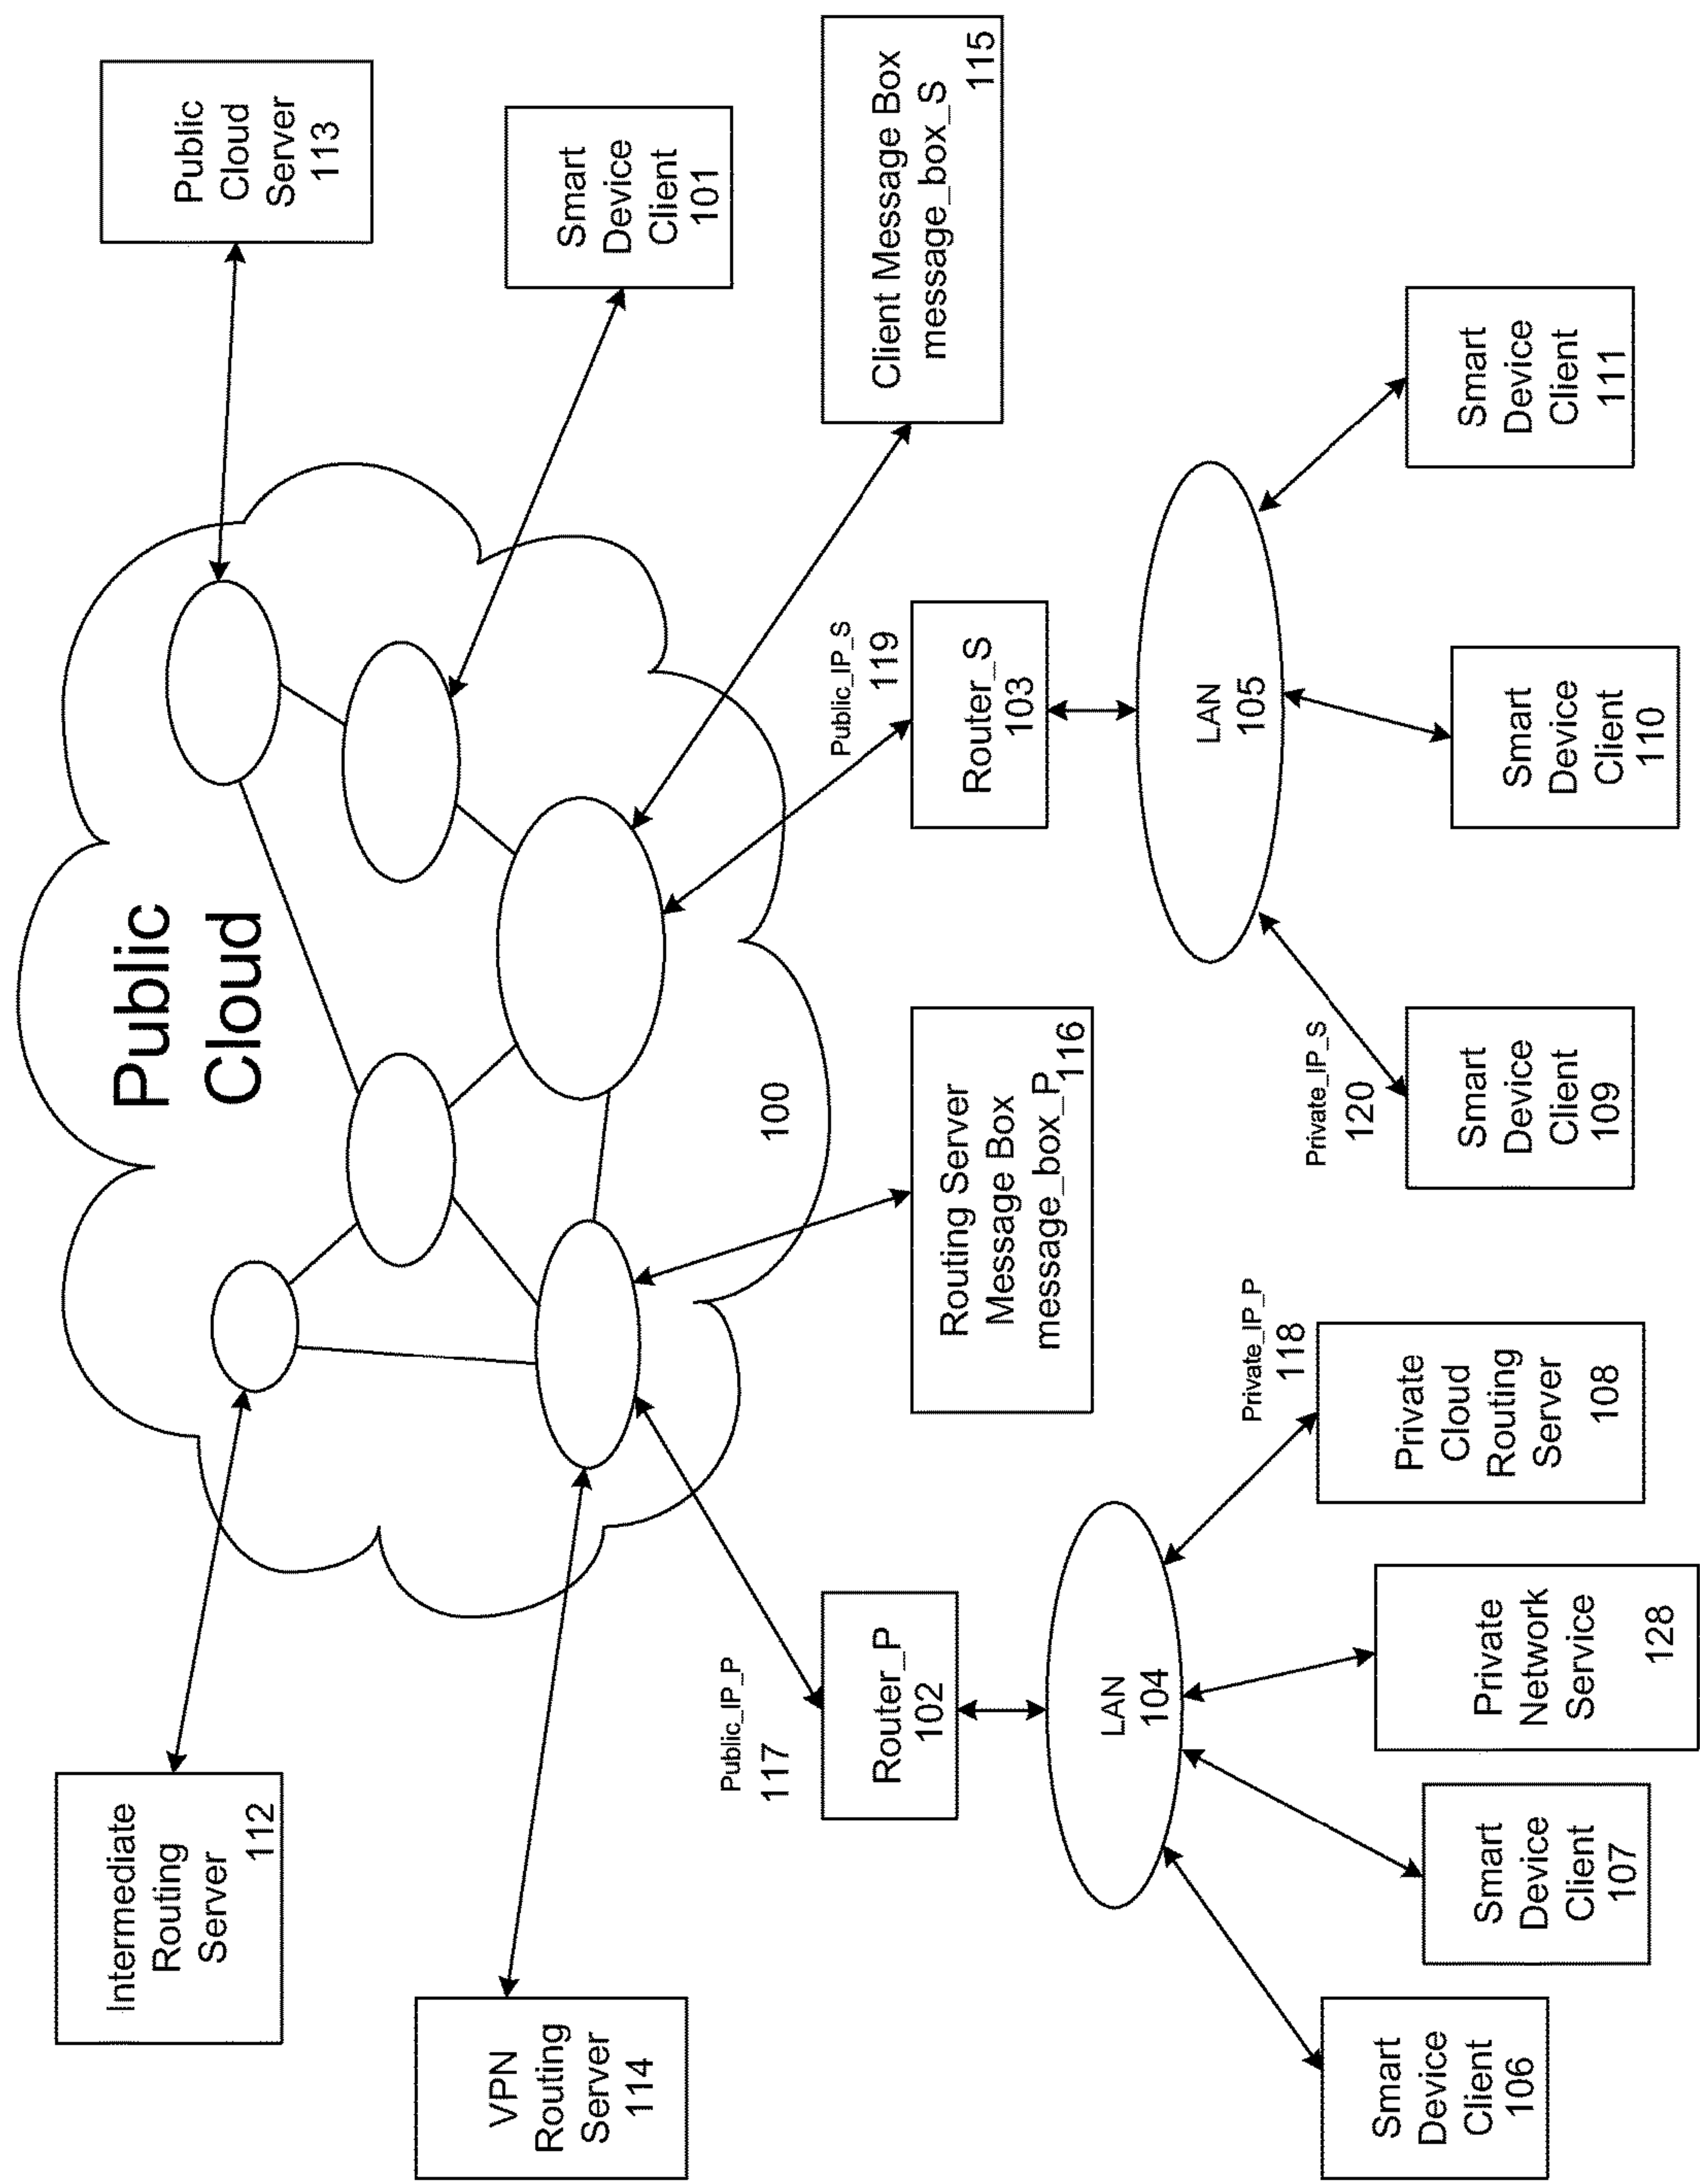 Intermediate
Routing
Server
112
VPN
Routing
Server
114
Public
Cloud
100
Public
Cloud
Server
113
Smart
Device
Client
101
Client Message Box
message_box_S
115
Public_IP_P
117
Router_P
102
Routing Server
Message Box
message_box_P
116
Public_IP_S
119
Router_S
103
LAN
104
LAN
105
Smart
Device
Client
106
Smart
Device
Client
107
Private
Network
Service
128
Private_IP_P
118
Private
Cloud
Routing
Server
108
Private_IP_S
120
Smart
Device
Client
109
Smart
Device
Client
110
Smart
Device
Client
111